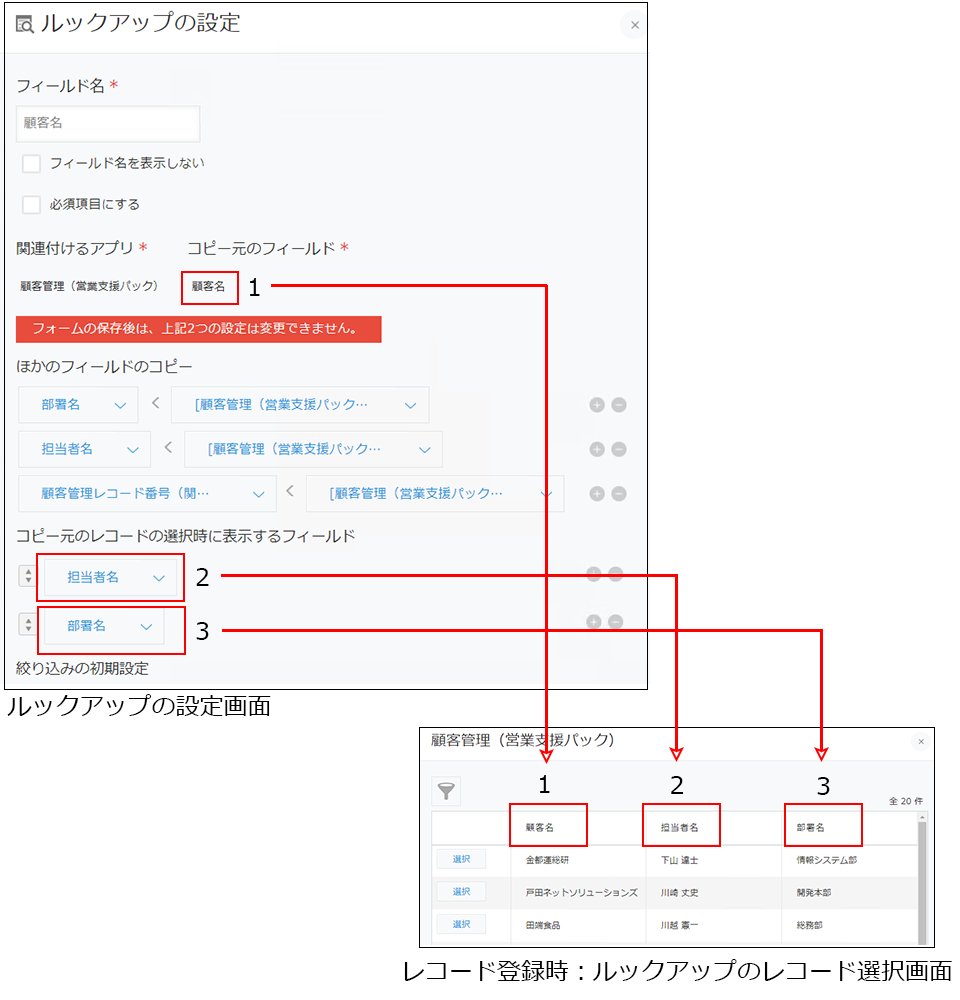 ルックアップの設定
×
フィールド名 *
顧客名
フィールド名を表示しない
必須項目にする
関連付けるアプリ * コピー元のフィールド *
顧客管理（営業支援パック） 顧客名 1
フォームの保存後は、上記2つの設定は変更できません。
ほかのフィールドのコピー
部署名 < [顧客管理（営業支援パック…
担当者名 < [顧客管理（営業支援パック…
顧客管理レコード番号（関… < [顧客管理（営業支援パック…
コピー元のレコードの選択時に表示するフィールド
担当者名 2
部署名 3
絞り込みの初期設定
ルックアップの設定画面
顧客管理（営業支援パック） ×
1 2 3
全 20 件
顧客名 担当者名 部署名
選択 金都運総研 下山 達士 情報システム部
選択 戸田ネットソリューションズ 川崎 丈史 開発本部
選択 田端食品 川越 憲一 総務部
レコード登録時：ルックアップのレコード選択画面